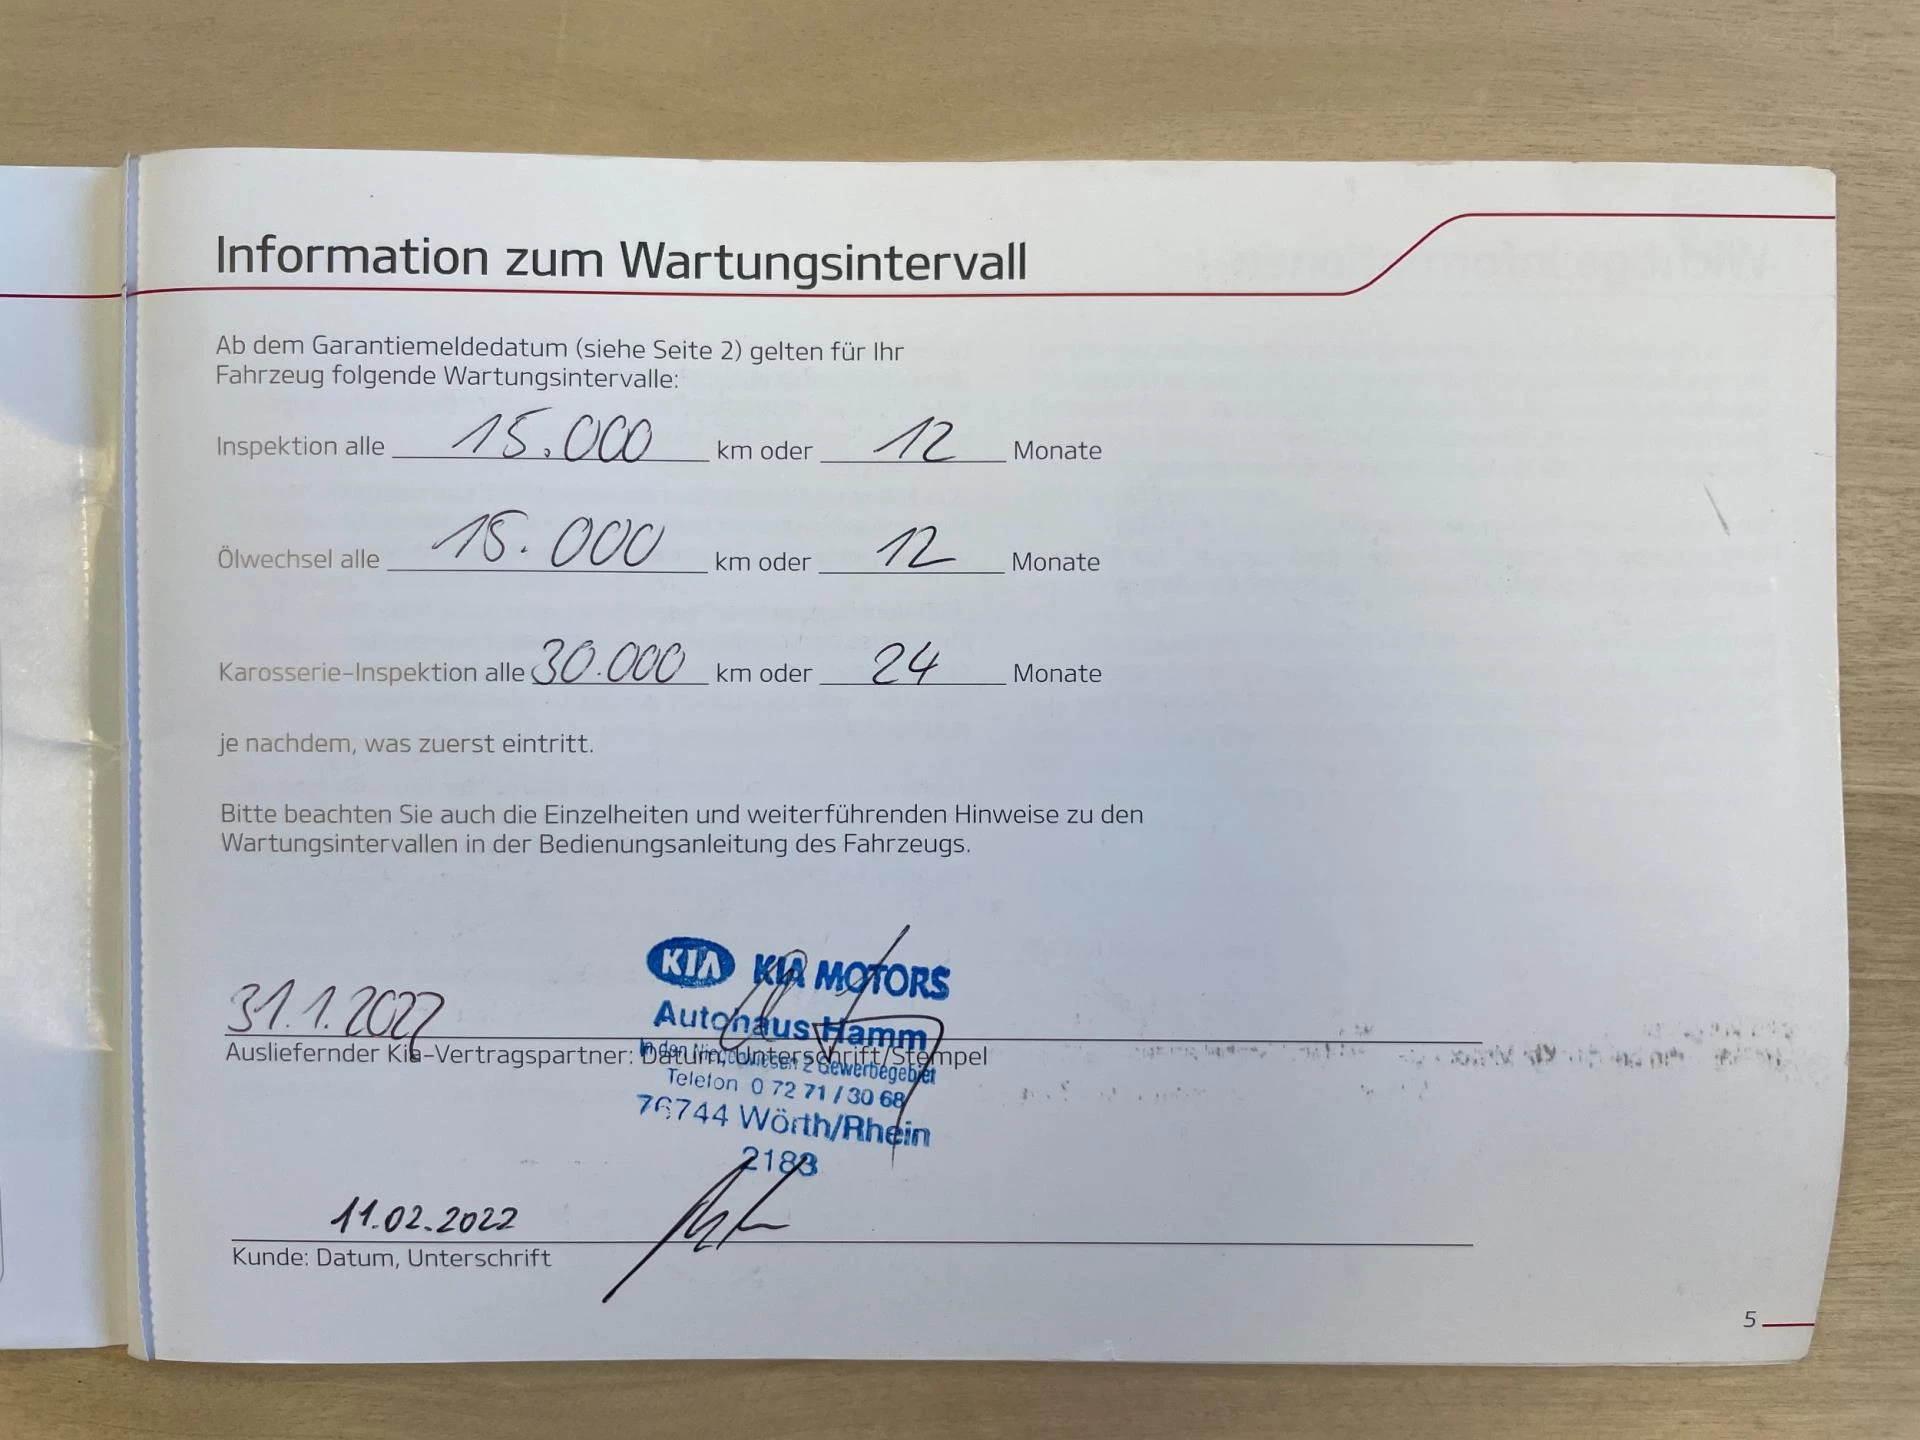 Information zum Wartungsintervall
Ab dem Garantiemeldedatum (siehe Seite 2) gelten für Ihr
Fahrzeug folgende Wartungsintervalle:
Inspektion alle 15.000 km oder 12 Monate
Ölwechsel alle 15.000 km oder 12 Monate
Karosserie-Inspektion alle 30.000 km oder 24 Monate
je nachdem, was zuerst eintritt.
Bitte beachten Sie auch die Einzelheiten und weiterführenden Hinweise zu den
Wartungsintervallen in der Bedienungsanleitung des Fahrzeugs.
KIA KIA MOTORS
31.1.2022
Autohaus Hamm
Ausliefernder Kia-Vertragspartner: Datum, Unterschrift/Stempel
In den 2 Gewerbegebiet
Telefon 0 72 71 / 30 68
76744 Wörth/Rhein
2183
11.02.2022
Kunde: Datum, Unterschrift
5